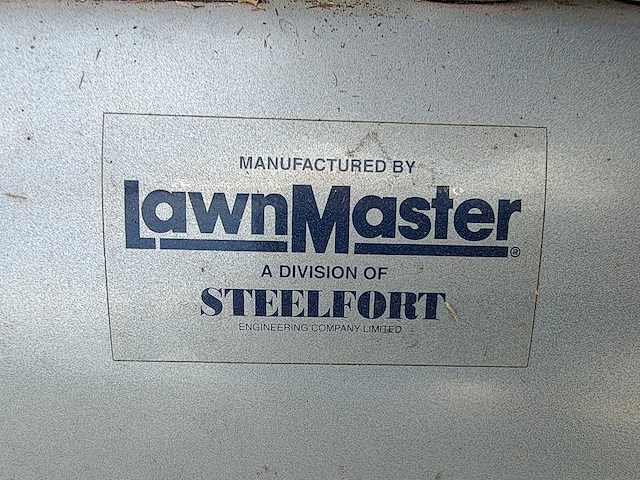 MANUFACTURED BY
LawnMaster®
A DIVISION OF
STEELFORT
ENGINEERING COMPANY LIMITED